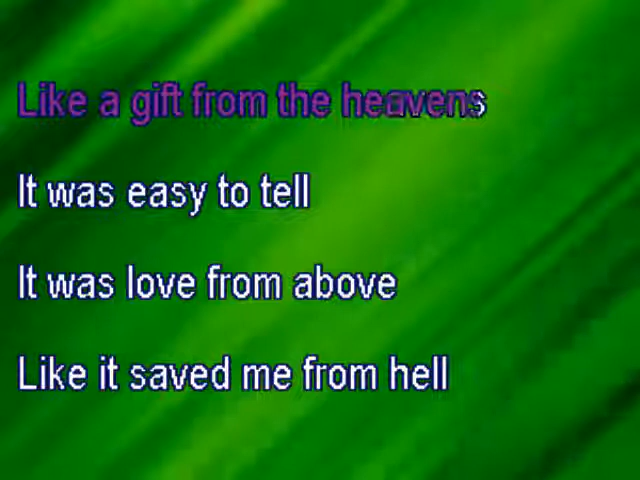 Like a gift from the heavens
It was easy to tell
It was love from above
Like it saved me from hell